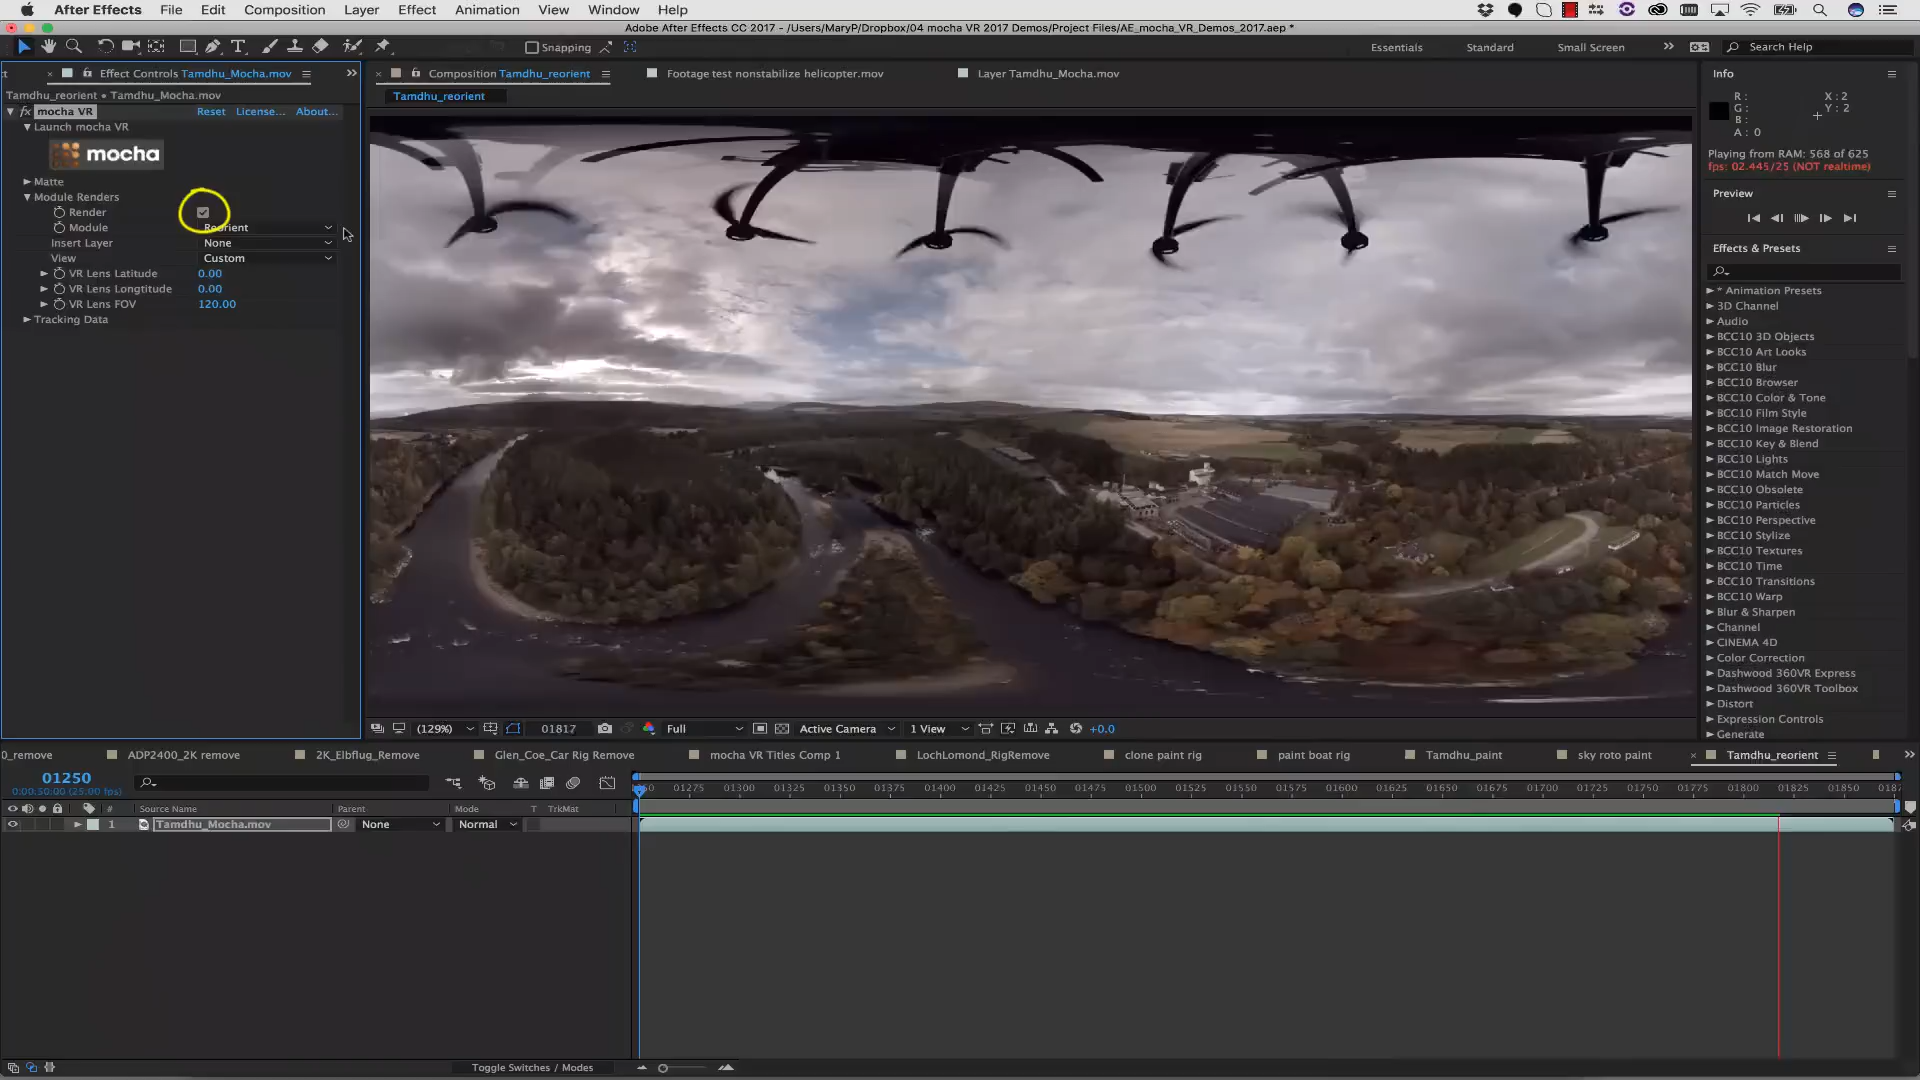 After Effects File Edit Composition Layer Effect Animation View Window Help
Adobe After Effects CC 2017 - /Users/MaryP/Dropbox/04 mocha VR 2017 Demos/Project Files/AE_mocha_VR_Demos_2017.aep *
Snapping
Essentials Standard Small Screen Search Help
Effect Controls Tamdhu_Mocha.mov
Composition Tamdhu_reorient
Footage test nonstabilize helicopter.mov
Layer Tamdhu_Mocha.mov
Info
Tamdhu_reorient • Tamdhu_Mocha.mov
Tamdhu_reorient
R :
G :
B :
A : 0
X : 2
Y : 2
fx mocha VR Reset License... About...
Launch mocha VR
mocha
Playing from RAM: 568 of 625
fps: 02.445/25 (NOT realtime)
Matte
Module Renders
Render
Module Reorient
Insert Layer None
View Custom
VR Lens Latitude 0.00
VR Lens Longtitude 0.00
VR Lens FOV 120.00
Tracking Data
Preview
Effects & Presets
* Animation Presets
3D Channel
Audio
BCC10 3D Objects
BCC10 Art Looks
BCC10 Blur
BCC10 Browser
BCC10 Color & Tone
BCC10 Film Style
BCC10 Image Restoration
BCC10 Key & Blend
BCC10 Lights
BCC10 Match Move
BCC10 Obsolete
BCC10 Particles
BCC10 Perspective
BCC10 Stylize
BCC10 Textures
BCC10 Time
BCC10 Transitions
BCC10 Warp
Blur & Sharpen
Channel
CINEMA 4D
Color Correction
Dashwood 360VR Express
Dashwood 360VR Toolbox
Distort
Expression Controls
Generate
(129%) 01817 Full Active Camera 1 View +0.0
0_remove ADP2400_2K remove 2K_Elbflug_Remove Glen_Coe_Car Rig Remove mocha VR Titles Comp 1 LochLomond_RigRemove clone paint rig paint boat rig Tamdhu_paint sky roto paint Tamdhu_reorient
01250
0:00:50:00 (25.00 fps)
01275 01300 01325 01350 01375 01400 01425 01450 01475 01500 01525 01550 01575 01600 01625 01650 01675 01700 01725 01750 01775 01800 01825 01850 0187
# Source Name Parent Mode T TrkMat
1 Tamdhu_Mocha.mov None Normal
Toggle Switches / Modes